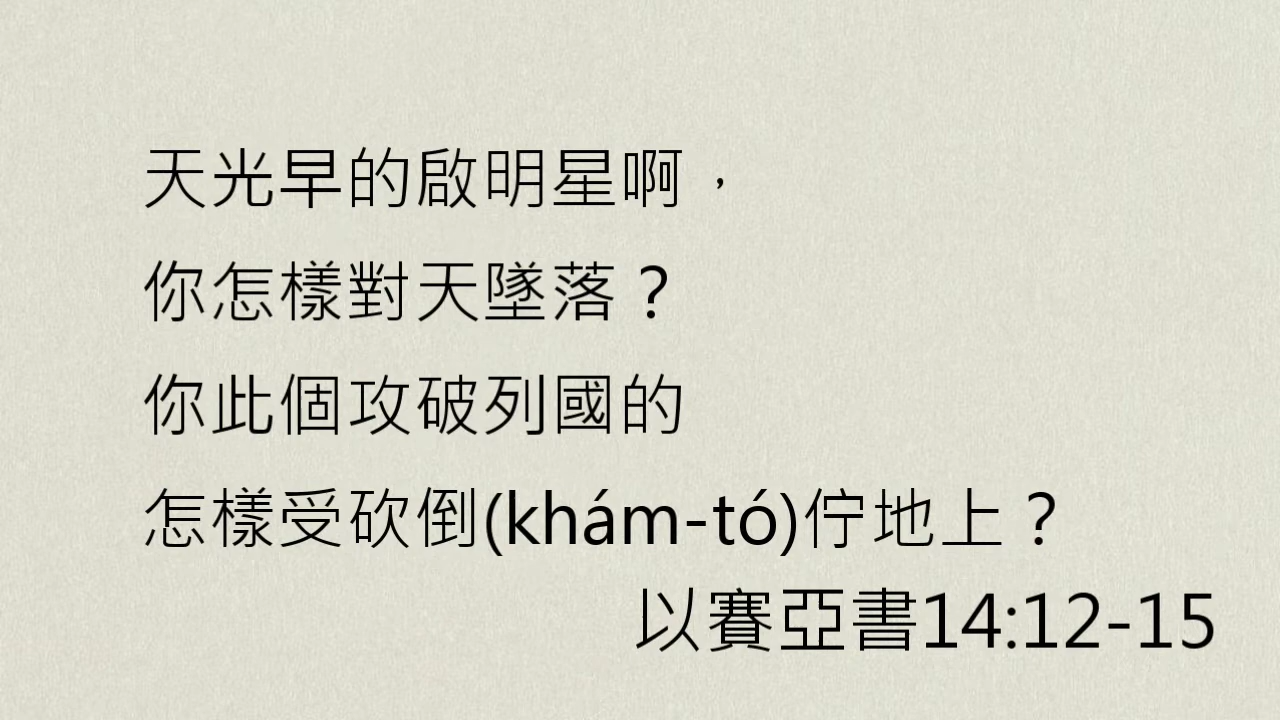 天光早的啟明星啊，
你怎樣對天墜落？
你此個攻破列國的
怎樣受砍倒(khám-tó)佇地上？
以賽亞書14:12-15